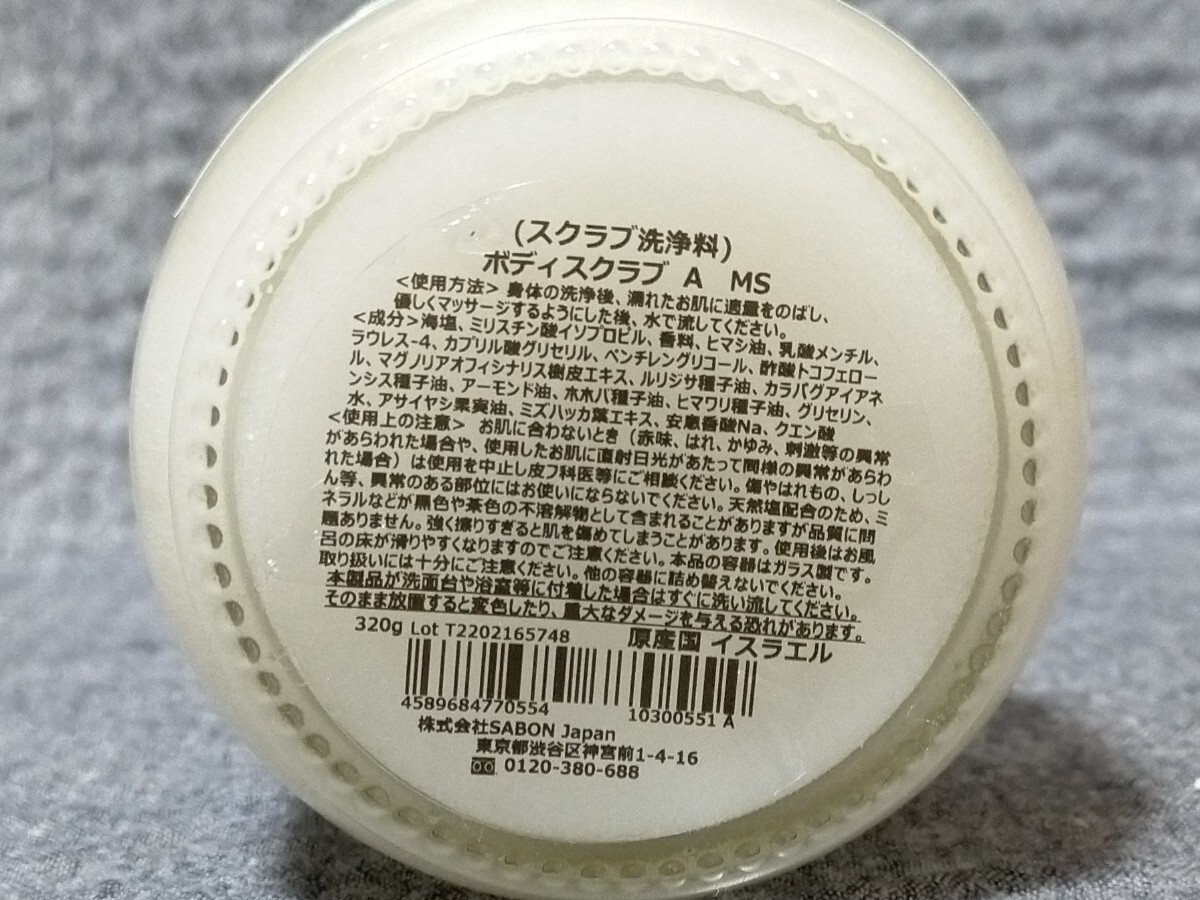 (スクラブ洗浄料)
ボディスクラブ A MS
<使用方法> 身体の洗浄後、濡れたお肌に適量をのばし、
優しくマッサージするようにした後、水で流してください。
<成分>海塩、ミリスチン酸イソプロピル、香料、ヒマシ油、乳酸メンチル、
ラウレス-4、カプリル酸グリセリル、ペンチレングリコール、酢酸トコフェロー
ル、マグノリアオフィシナリス樹皮エキス、ルリジサ種子油、カラパグアイアネ
ンシス種子油、アーモンド油、ホホバ種子油、ヒマワリ種子油、グリセリン、
水、アサイヤシ果実油、ミズハッカ葉エキス、安息香酸Na、クエン酸
<使用上の注意> お肌に合わないとき（赤味、はれ、かゆみ、刺激等の異常
があらわれた場合や、使用したお肌に直射日光があたって同様の異常があらわ
れた場合）は使用を中止し皮フ科医等にご相談ください。傷やはれもの、しっし
ん等、異常のある部位にはお使いにならないでください。天然塩配合のため、ミ
ネラルなどが黒色や茶色の不溶解物として含まれることがありますが品質に問
題ありません。強く擦りすぎると肌を傷めてしまうことがあります。使用後はお風
呂の床が滑りやすくなりますのでご注意ください。本品の容器はガラス製です。
取り扱いには十分にご注意ください。他の容器に詰め替えないでください。
本製品が洗面台や浴室等に付着した場合はすぐに洗い流してください。
そのまま放置すると変色したり、重大なダメージを与える恐れがあります。
320g Lot T2202165748 原産国 イスラエル
4589684770554 10300551 A
株式会社SABON Japan
東京都渋谷区神宮前1-4-16
0120-380-688